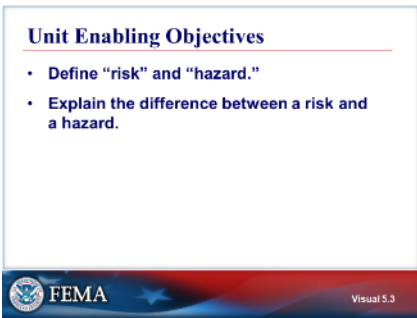 Unit Enabling Objectives
• Define “risk” and “hazard.”
• Explain the difference between a risk and
a hazard.
FEMA
Visual 5.3